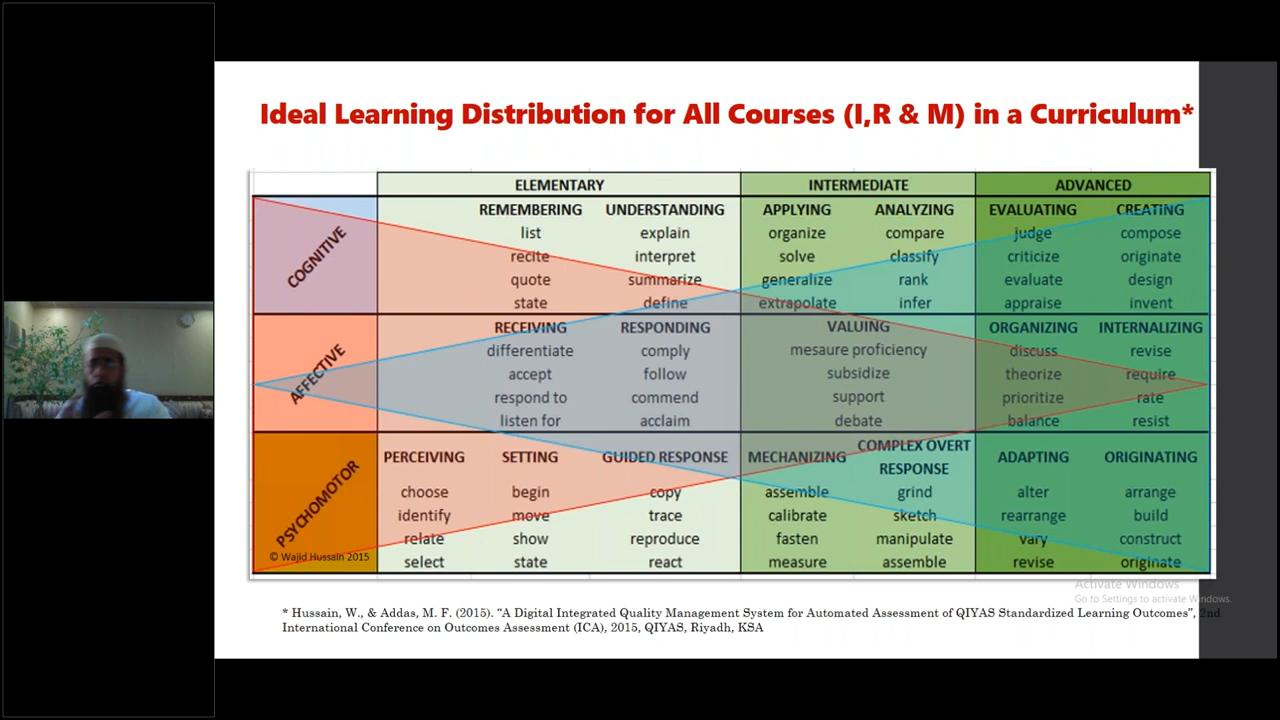 Ideal Learning Distribution for All Courses (I,R & M) in a Curriculum*
ELEMENTARY INTERMEDIATE ADVANCED
COGNITIVE
REMEMBERING UNDERSTANDING APPLYING ANALYZING EVALUATING CREATING
list explain organize compare judge compose
recite interpret solve classify criticize originate
quote summarize generalize rank evaluate design
state define extrapolate infer appraise invent
AFFECTIVE
RECEIVING RESPONDING VALUING ORGANIZING INTERNALIZING
differentiate comply mesaure proficiency discuss revise
accept follow subsidize theorize require
respond to commend support prioritize rate
listen for acclaim debate balance resist
PSYCHOMOTOR
PERCEIVING SETTING GUIDED RESPONSE MECHANIZING COMPLEX OVERT RESPONSE ADAPTING ORIGINATING
choose begin copy assemble grind alter arrange
identify move trace calibrate sketch rearrange build
relate show reproduce fasten manipulate vary construct
select state react measure assemble revise originate
© Wajid Hussain 2015
Activate Windows
Go to Settings to activate Windows.
* Hussain, W., & Addas, M. F. (2015). “A Digital Integrated Quality Management System for Automated Assessment of QIYAS Standardized Learning Outcomes”, 2nd
International Conference on Outcomes Assessment (ICA), 2015, QIYAS, Riyadh, KSA